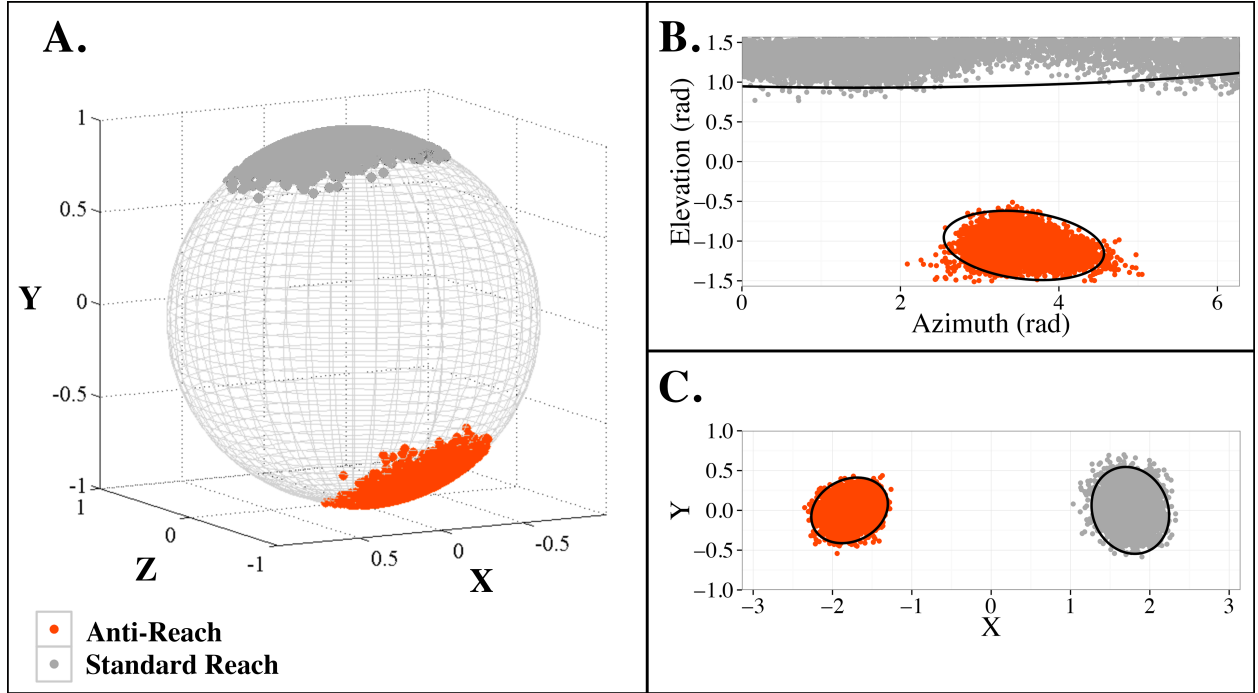 A.
1
0.5
Y
0
-0.5
-1
1
0
-1
Z
0.5
0
-0.5
X
Anti-Reach
Standard Reach
B.
Elevation (rad)
1.5
1.0
0.5
0.0
−0.5
−1.0
−1.5
0
2
4
6
Azimuth (rad)
C.
Y
1.0
0.5
0.0
−0.5
−1.0
−3
−2
−1
0
1
2
3
X